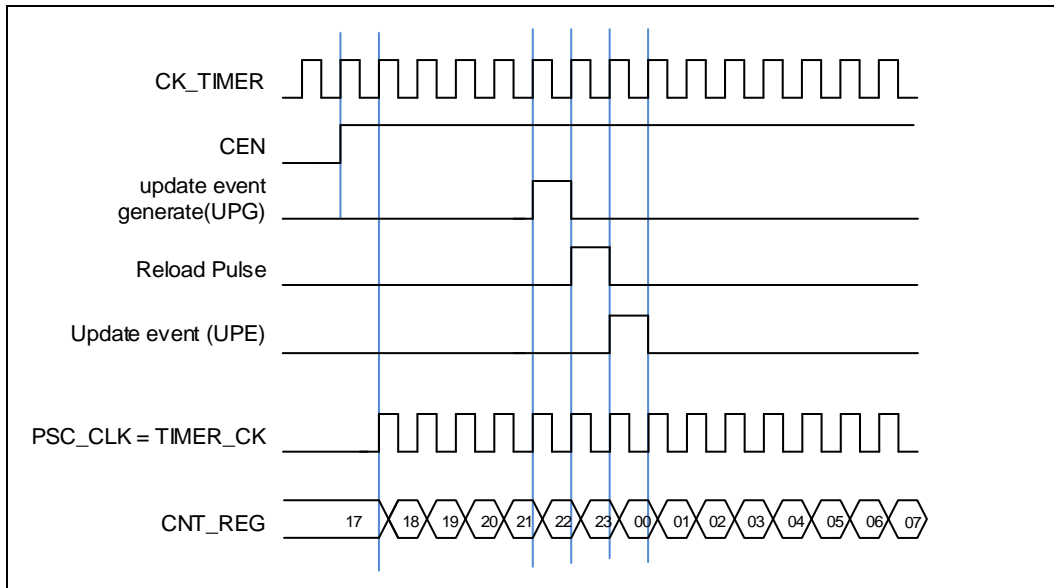 CK_TIMER
CEN
update event
generate(UPG)
Reload Pulse
Update event (UPE)
PSC_CLK = TIMER_CK
CNT_REG 17 18 19 20 21 22 23 00 01 02 03 04 05 06 07